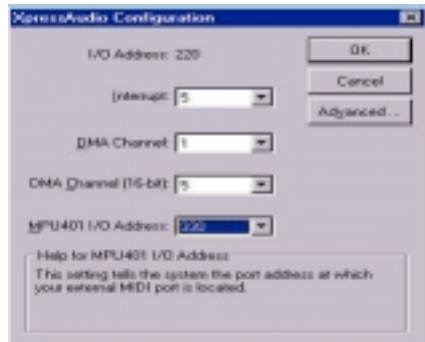 XpressAudio Configuration
I/O Address: 220
OK
Interrupt: 5
Cancel
DMA Channel: 1
Advanced...
DMA Channel (16-bit): 5
MPU401 I/O Address: 330
Help for MPU401 I/O Address
This setting tells the system the port address at which
your external MIDI port is located.